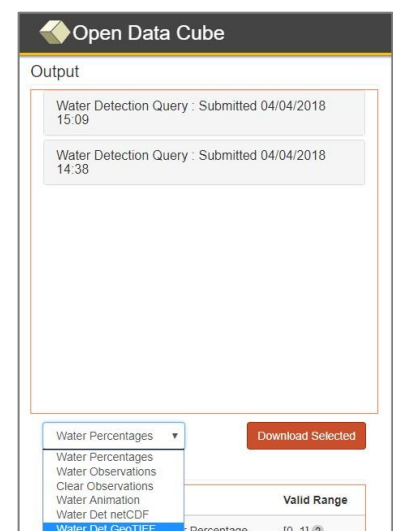 Open Data Cube
Output
Water Detection Query : Submitted 04/04/2018
15:09
Water Detection Query : Submitted 04/04/2018
14:38
Water Percentages ▼
Download Selected
Water Percentages
Water Observations
Clear Observations
Water Animation
Valid Range
Water Det netCDF
Water Det GeoTIFF
Percentage
[0, 1] ?